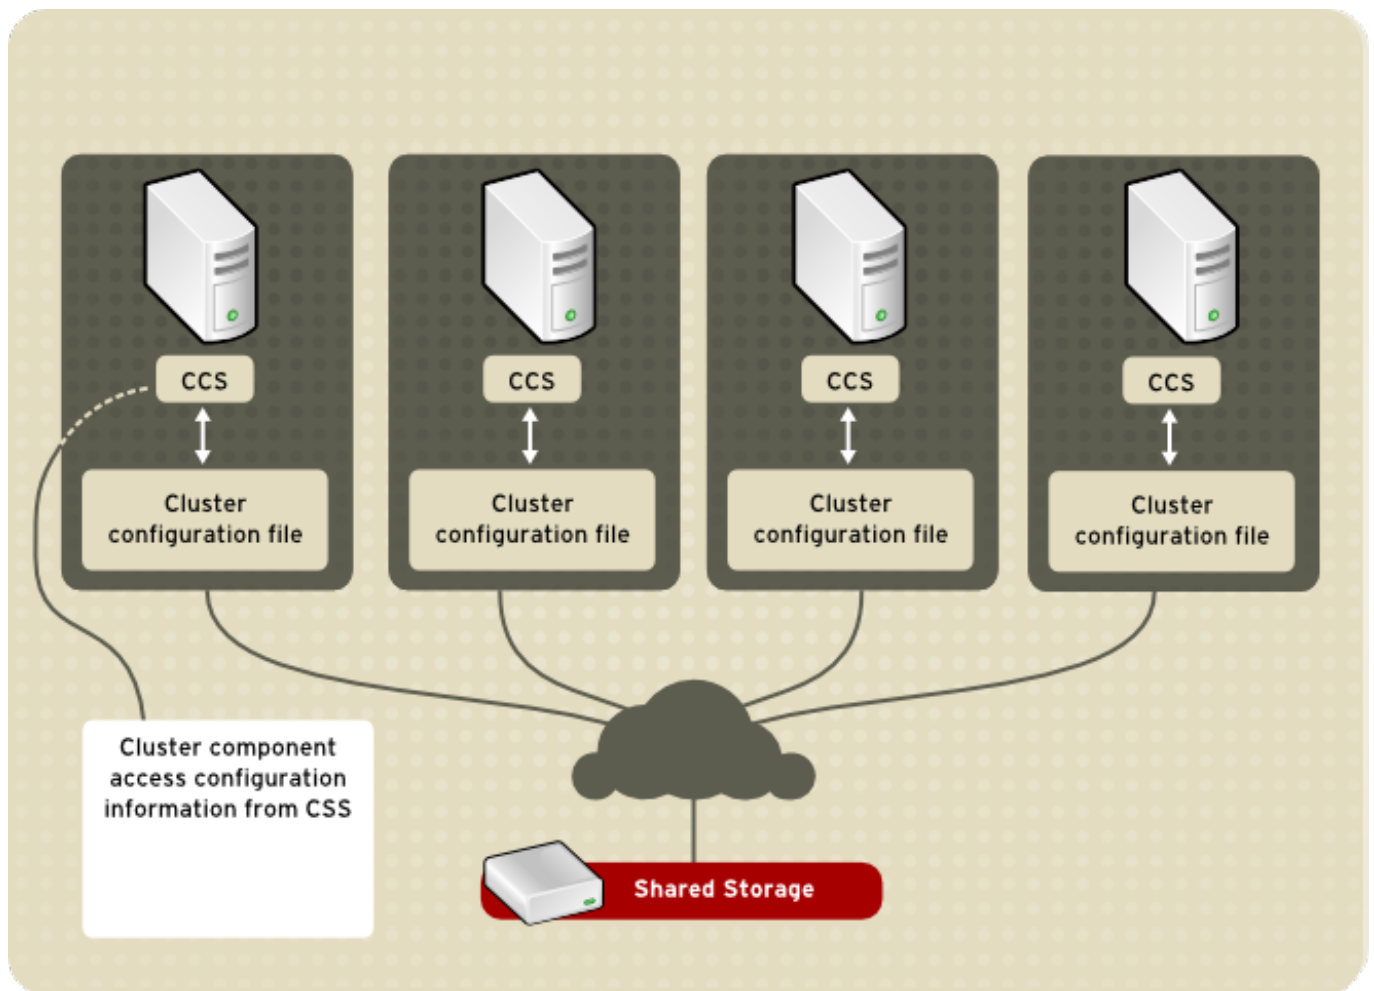 CCS
CCS
CCS
CCS
Cluster
configuration file
Cluster
configuration file
Cluster
configuration file
Cluster
configuration file
Cluster component
access configuration
information from CSS
Shared Storage